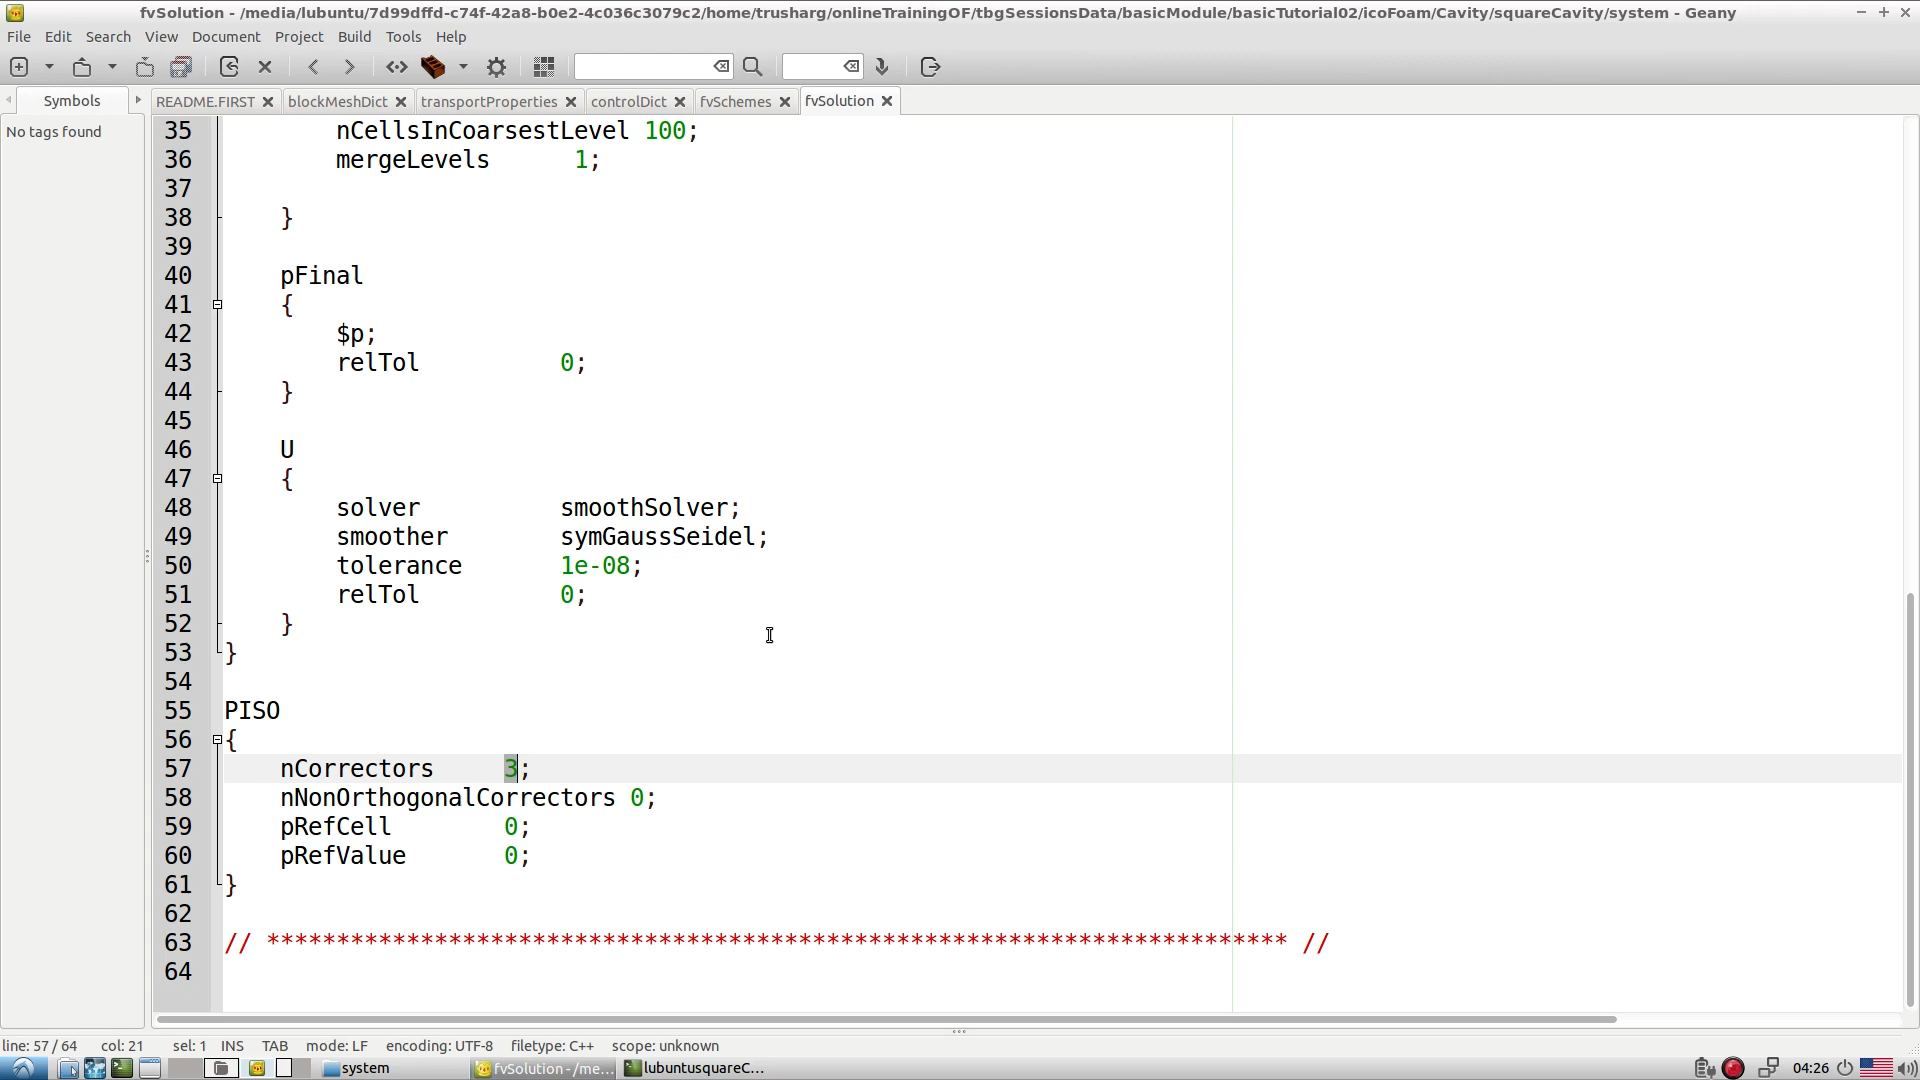 fvSolution - /media/lubuntu/7d99dffd-c74f-42a8-b0e2-4c036c3079c2/home/trusharg/onlineTrainingOF/tbgSessionsData/basicModule/basicTutorial02/icoFoam/Cavity/squareCavity/system - Geany
File Edit Search View Document Project Build Tools Help
Symbols README.FIRST blockMeshDict transportProperties controlDict fvSchemes fvSolution
No tags found
35 nCellsInCoarsestLevel 100;
36 mergeLevels 1;
37
38 }
39
40 pFinal
41 {
42 $p;
43 relTol 0;
44 }
45
46 U
47 {
48 solver smoothSolver;
49 smoother symGaussSeidel;
50 tolerance 1e-08;
51 relTol 0;
52 }
53 }
54
55 PISO
56 {
57 nCorrectors 3;
58 nNonOrthogonalCorrectors 0;
59 pRefCell 0;
60 pRefValue 0;
61 }
62
63 // ************************************************************************* //
64
line: 57 / 64 col: 21 sel: 1 INS TAB mode: LF encoding: UTF-8 filetype: C++ scope: unknown
system fvSolution - /me... lubuntusquareC... 04:26